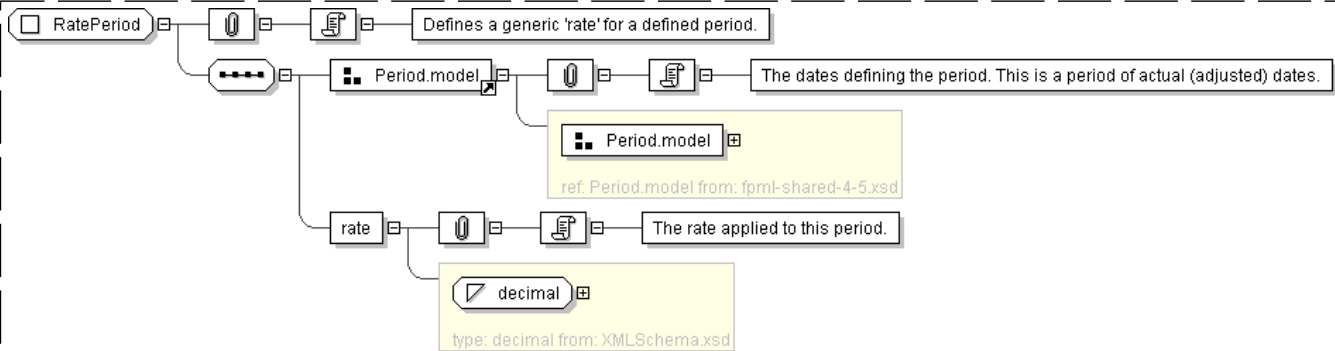 RatePeriod
Defines a generic 'rate' for a defined period.
Period.model
The dates defining the period. This is a period of actual (adjusted) dates.
Period.model
ref: Period.model from: fpml-shared-4-5.xsd
rate
The rate applied to this period.
decimal
type: decimal from: XMLSchema.xsd